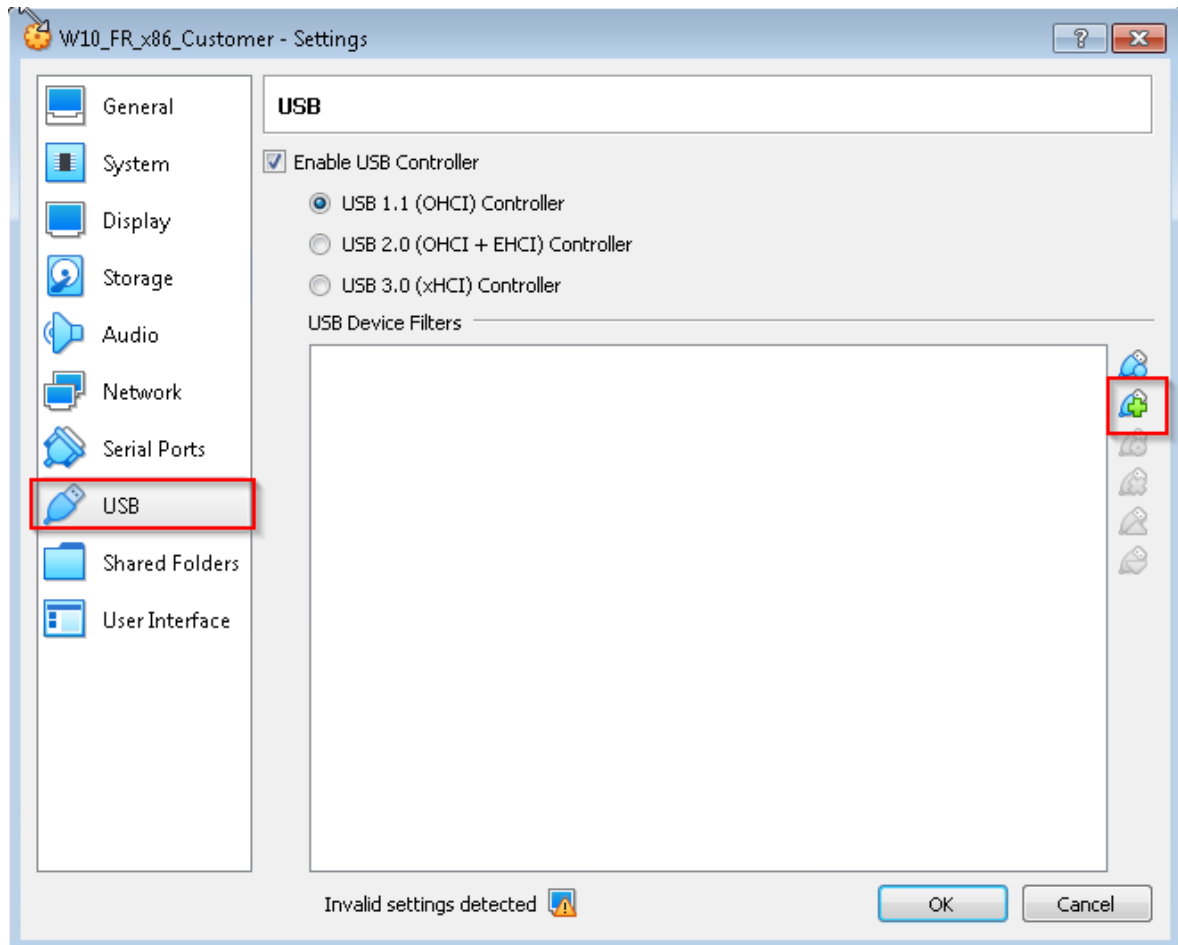 W10_FR_x86_Customer - Settings
General
System
Display
Storage
Audio
Network
Serial Ports
USB
Shared Folders
User Interface
USB
Enable USB Controller
USB 1.1 (OHCI) Controller
USB 2.0 (OHCI + EHCI) Controller
USB 3.0 (xHCI) Controller
USB Device Filters
Invalid settings detected
OK
Cancel